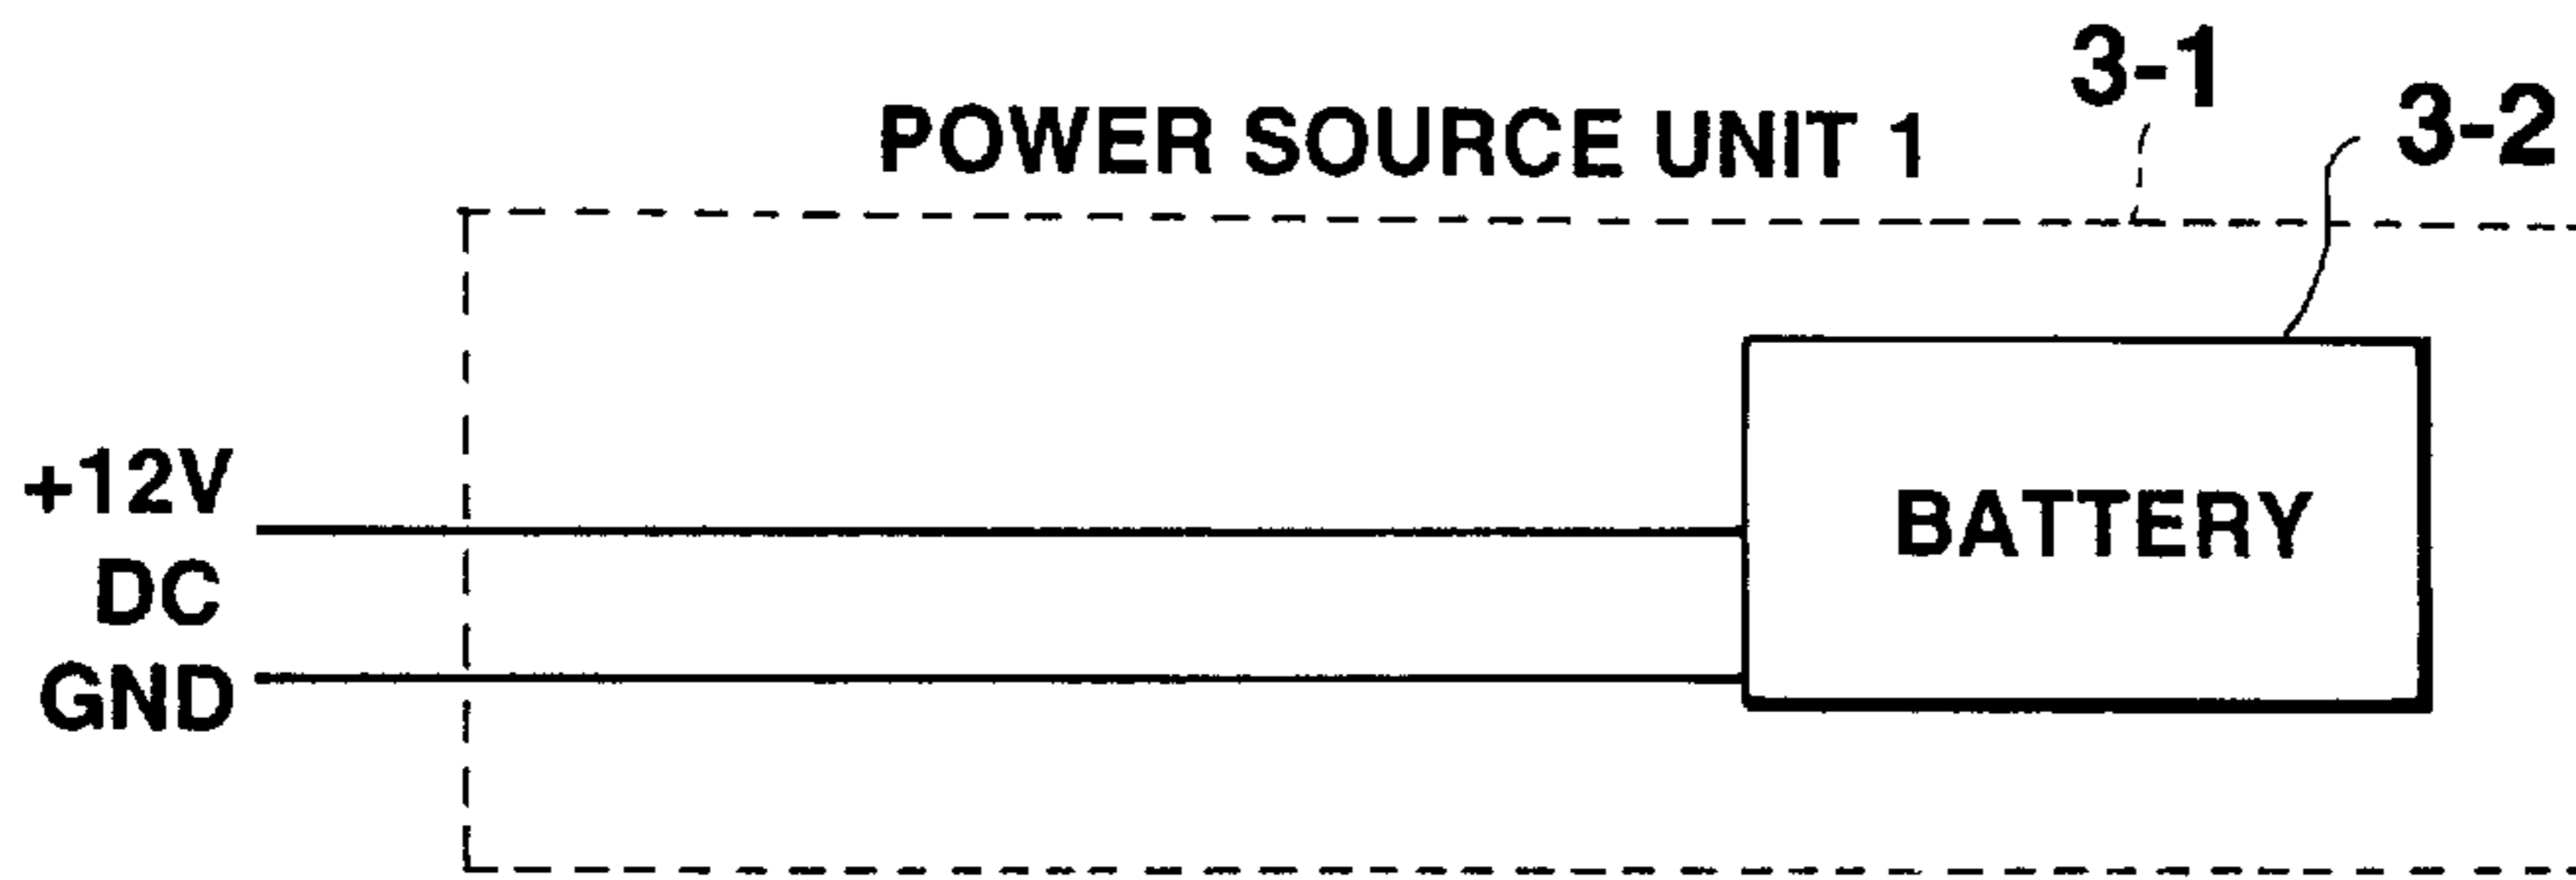 3-1
POWER SOURCE UNIT 1
3-2
+12V
BATTERY
DC
GND